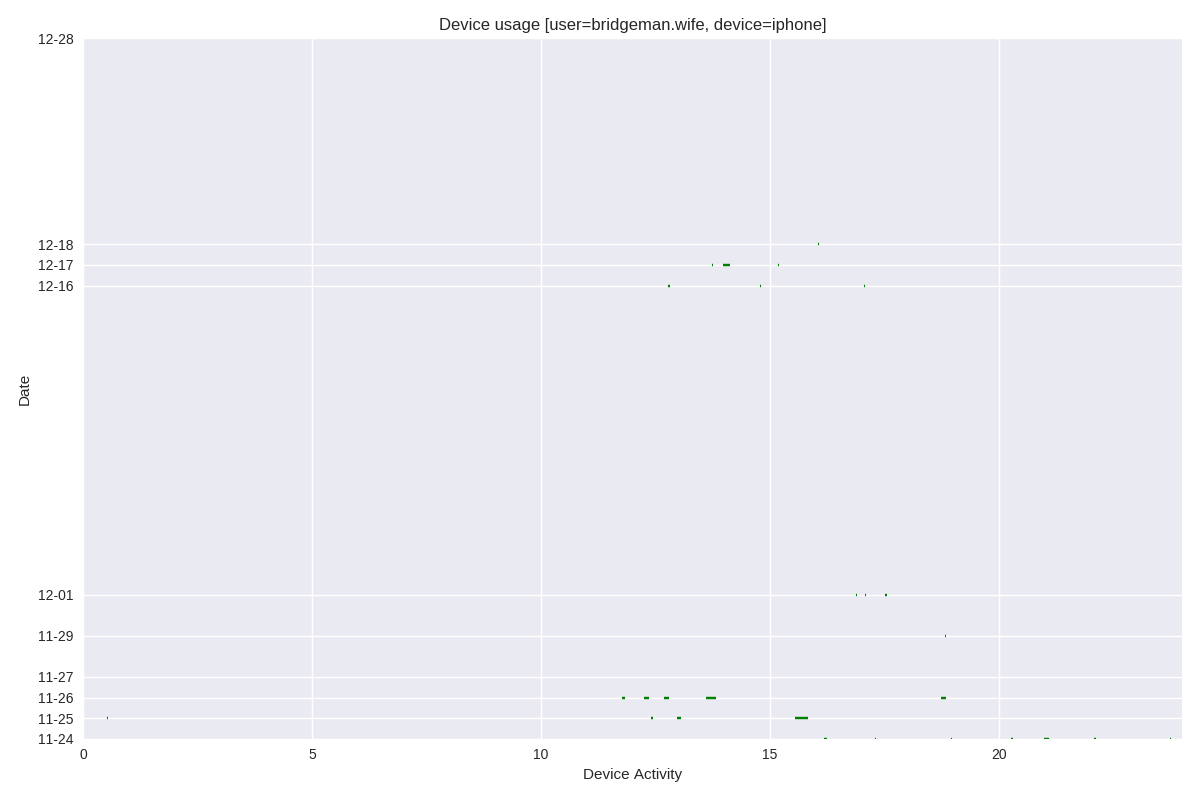 Device usage [user=bridgeman.wife, device=iphone]
12-28
12-18
12-17
12-16
12-01
11-29
11-27
11-26
11-25
11-24
Date
0 5 10 15 20
Device Activity